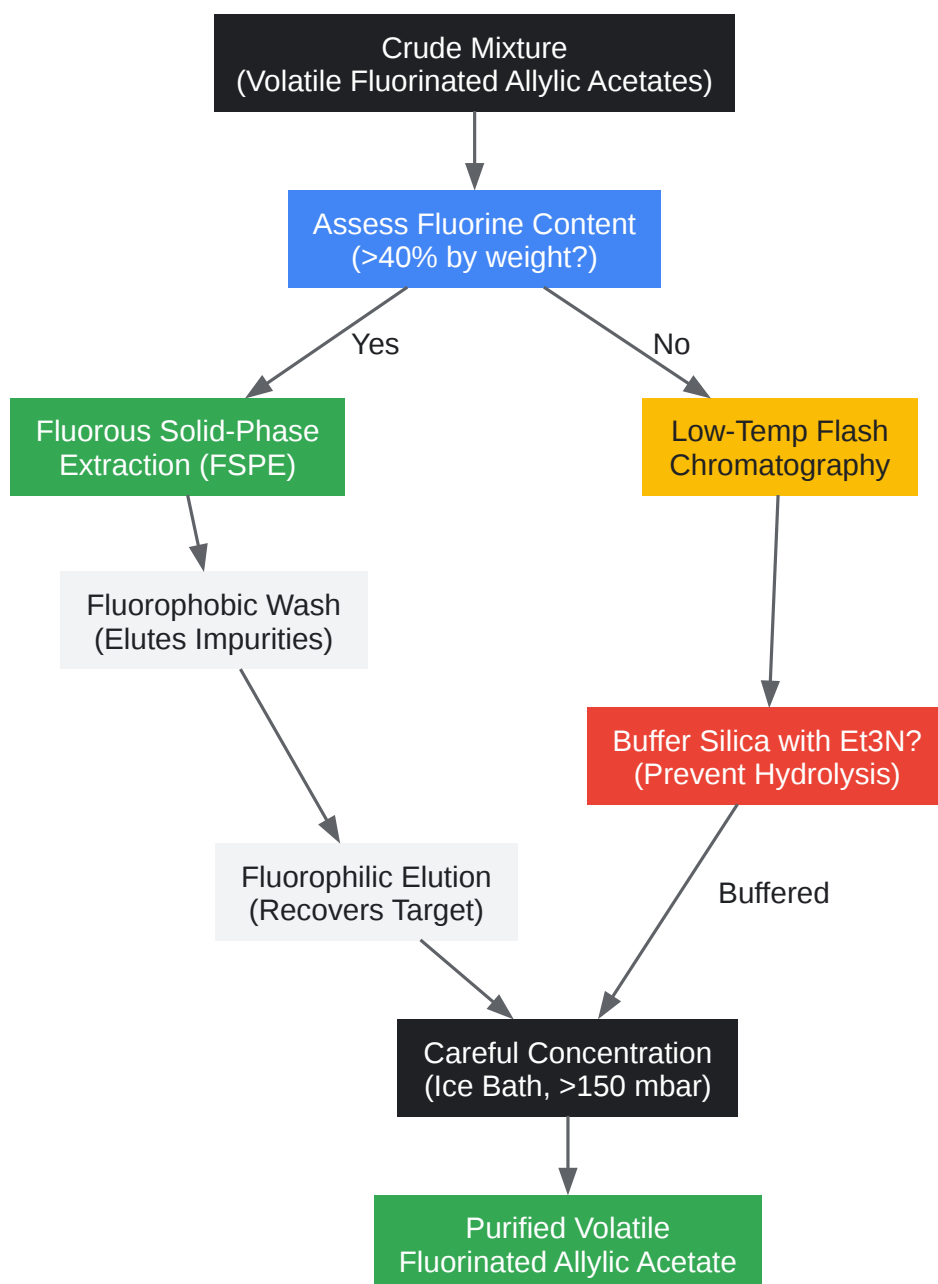 Crude Mixture
(Volatile Fluorinated Allylic Acetates)
Assess Fluorine Content
(>40% by weight?)
Yes
No
Fluorous Solid-Phase
Extraction (FSPE)
Low-Temp Flash
Chromatography
Fluorophobic Wash
(Elutes Impurities)
Buffer Silica with Et3N?
(Prevent Hydrolysis)
Fluorophilic Elution
(Recovers Target)
Buffered
Careful Concentration
(Ice Bath, >150 mbar)
Purified Volatile
Fluorinated Allylic Acetate